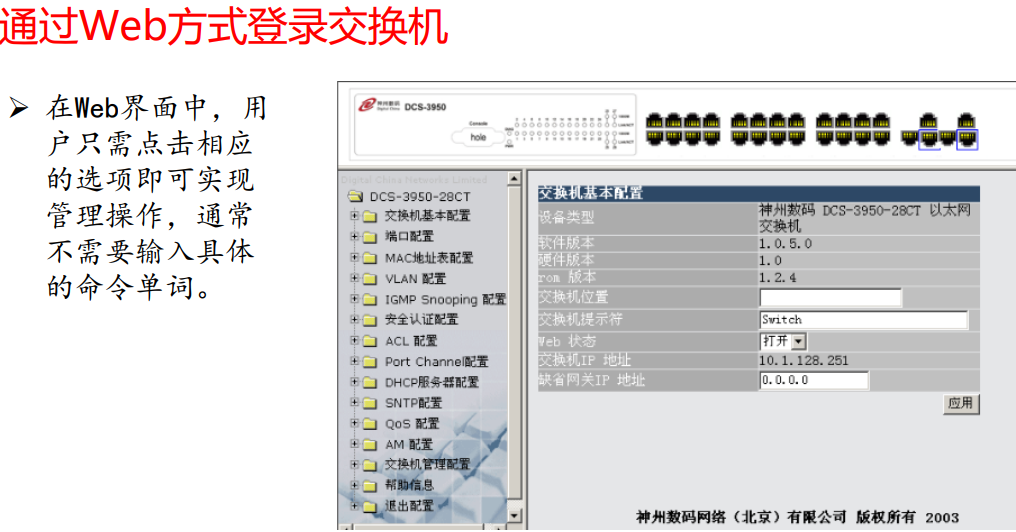 通过Web方式登录交换机
➢ 在Web界面中，用
户只需点击相应
的选项即可实现
管理操作，通常
不需要输入具体
的命令单词。
神州数码 DCS-3950
Console
hole
Digital China Networks Limited
DCS-3950-28CT
交换机基本配置
端口配置
MAC地址表配置
VLAN 配置
IGMP Snooping 配置
安全认证配置
ACL 配置
Port Channel配置
DHCP服务器配置
SNTP配置
QoS 配置
AM 配置
交换机管理配置
帮助信息
退出配置
交换机基本配置
设备类型 神州数码 DCS-3950-28CT 以太网
交换机
软件版本 1.0.5.0
硬件版本 1.0
rom 版本 1.2.4
交换机位置
交换机提示符 Switch
Web 状态 打开
交换机IP 地址 10.1.128.251
缺省网关IP 地址 0.0.0.0
应用
神州数码网络（北京）有限公司 版权所有 2003